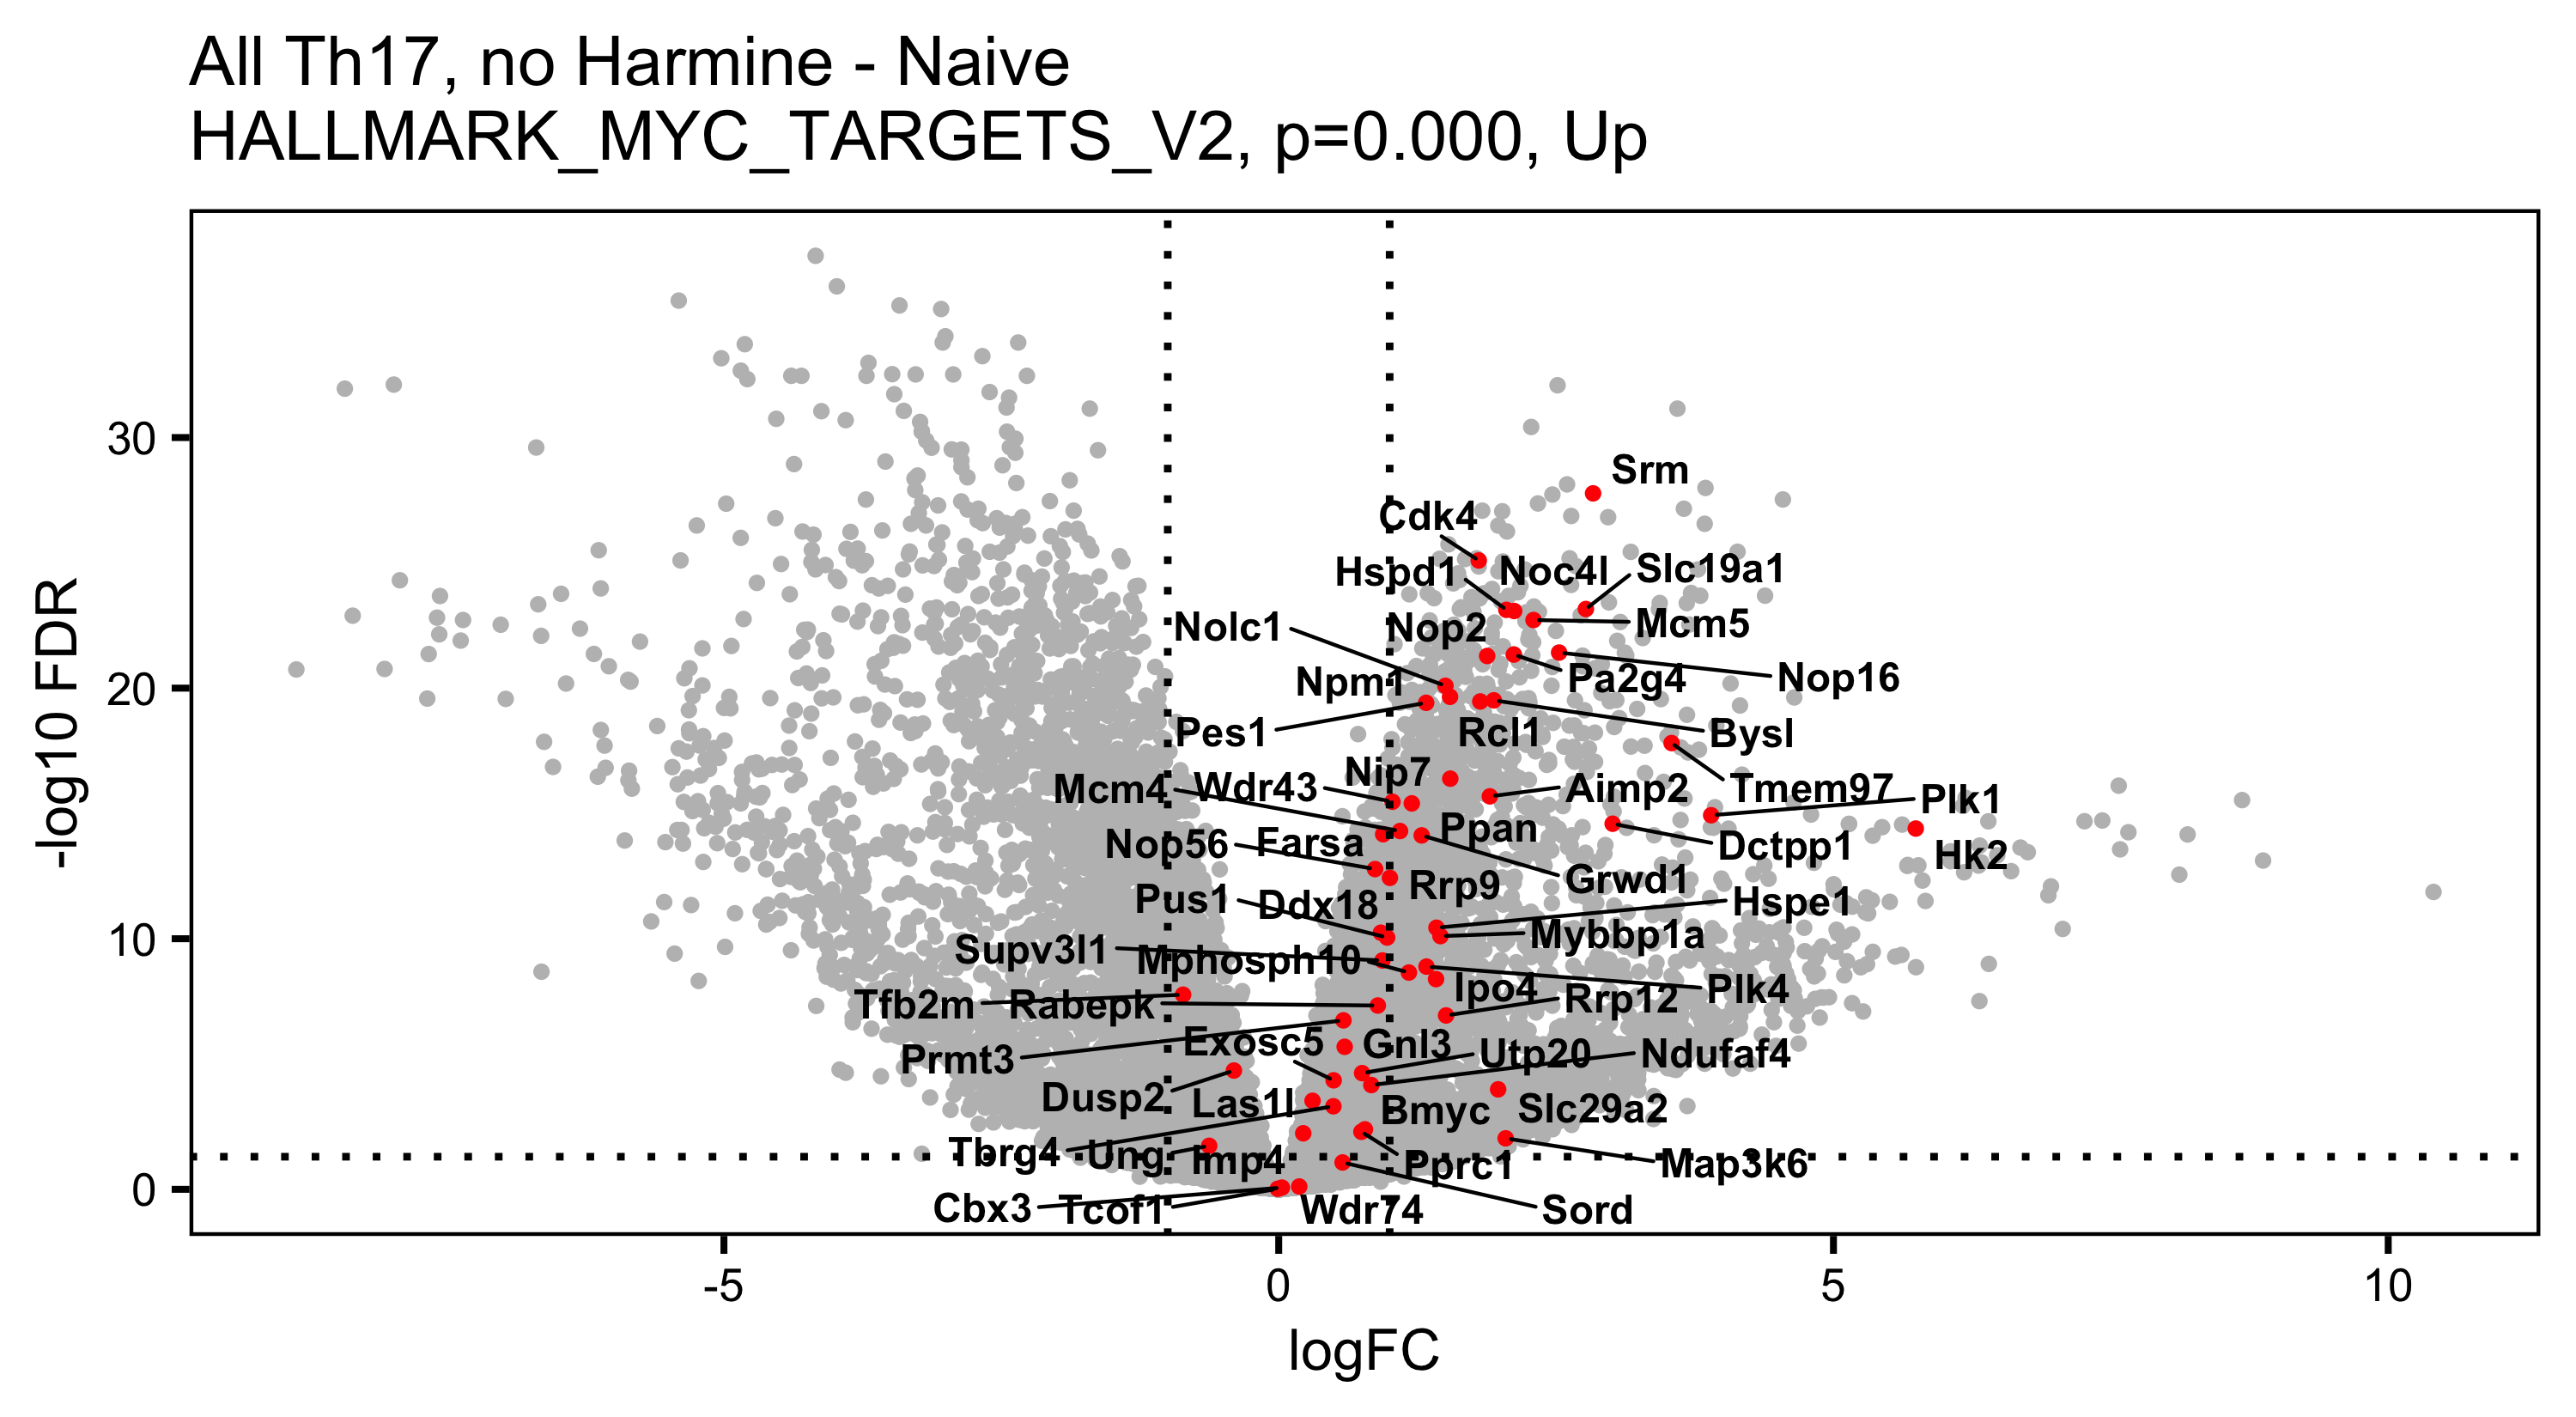 All Th17, no Harmine - Naive
HALLMARK_MYC_TARGETS_V2, p=0.000, Up
-log10 FDR
30
20
10
0
Srm
Cdk4
Hspd1
Noc4l
Slc19a1
Nolc1
Nop2
Mcm5
Npm1
Pa2g4
Nop16
Pes1
Rcl1
Bysl
Mcm4
Wdr43
Nip7
Aimp2
Tmem97
Plk1
Nop56
Farsa
Ppan
Dctpp1
Hk2
Pus1
Ddx18
Rrp9
Grwd1
Hspe1
Supv3l1
Mphosph10
Mybbp1a
Tfb2m
Rabepk
Ipo4
Rrp12
Plk4
Prmt3
Exosc5
Gnl3
Utp20
Ndufaf4
Dusp2
Las1l
Bmyc
Slc29a2
Tbrg4
Ung
Imp4
Pprc1
Map3k6
Cbx3
Tcof1
Wdr74
Sord
-5
0
5
10
logFC